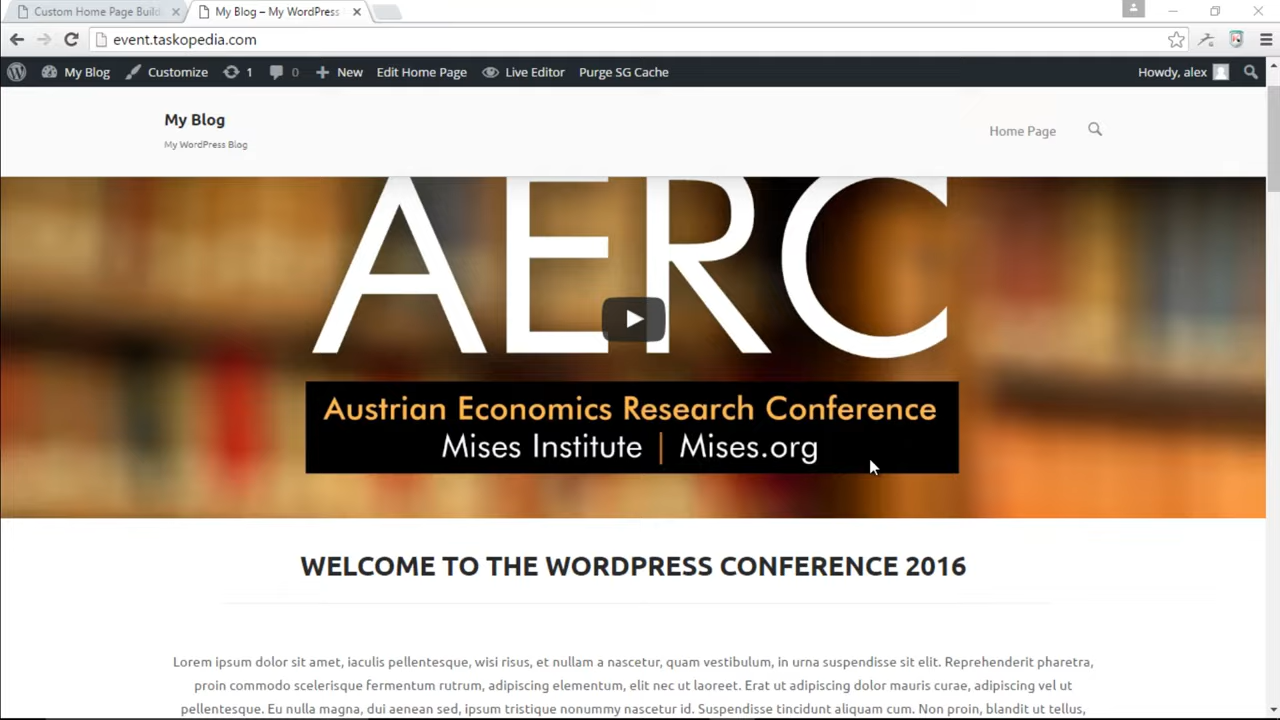 Custom Home Page Build
My Blog – My WordPress
event.taskopedia.com
My Blog
Customize
1
0
New
Edit Home Page
Live Editor
Purge SG Cache
Howdy, alex
My Blog
My WordPress Blog
Home Page
AERC
Austrian Economics Research Conference
Mises Institute | Mises.org
WELCOME TO THE WORDPRESS CONFERENCE 2016
Lorem ipsum dolor sit amet, iaculis pellentesque, wisi risus, et nullam a nascetur, quam vestibulum, in urna suspendisse sit elit. Reprehenderit pharetra,
proin commodo scelerisque fermentum rutrum, adipiscing elementum, elit nec ut laoreet. Erat ut adipiscing dolor mauris curae, adipiscing vel ut
pellentesque. Eu nulla magna, dui aenean sed, ipsum tristique nonummy nascetur id. Suspendisse tincidunt aliquam cum. Non proin, blandit ut tellus,